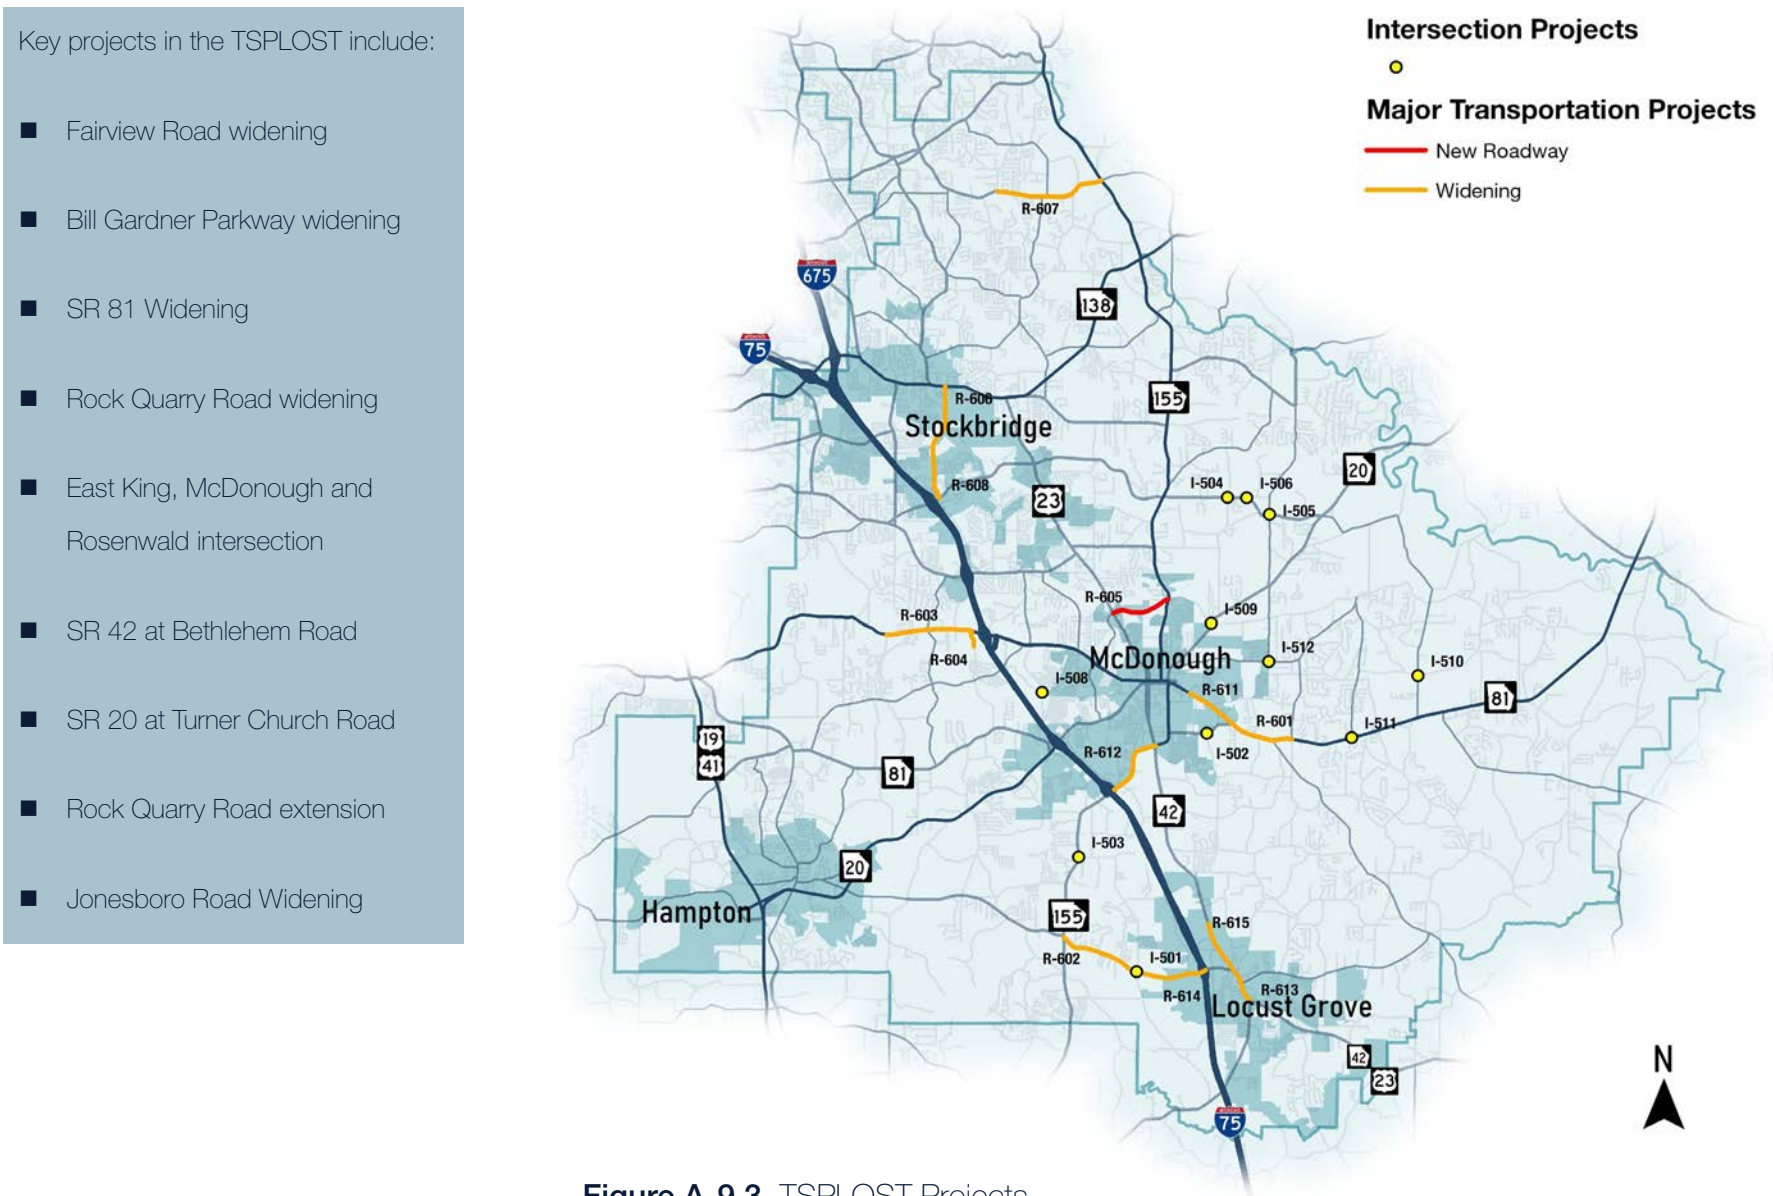 Key projects in the TSPLOST include:
Fairview Road widening
Bill Gardner Parkway widening
SR 81 Widening
Rock Quarry Road widening
East King, McDonough and
Rosenwald intersection
SR 42 at Bethlehem Road
SR 20 at Turner Church Road
Rock Quarry Road extension
Jonesboro Road Widening
Intersection Projects
Major Transportation Projects
New Roadway
Widening
R-607
675
138
75
155
R-606
Stockbridge
20
R-608
23
I-504
I-506
I-505
R-605
I-509
R-603
McDonough
I-512
R-604
I-510
I-508
R-611
81
R-601
I-511
19
R-612
I-502
41
81
42
I-503
20
Hampton
155
R-615
R-602
I-501
R-613
R-614
Locust Grove
42
23
N
75
Figure A.9.3. TSPLOST Projects